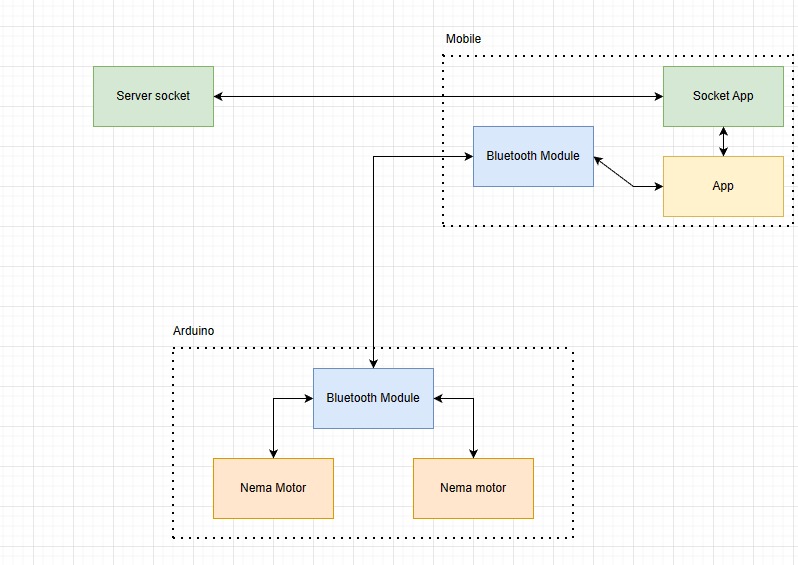 Mobile
Server socket
Socket App
Bluetooth Module
App
Arduino
Bluetooth Module
Nema Motor
Nema motor